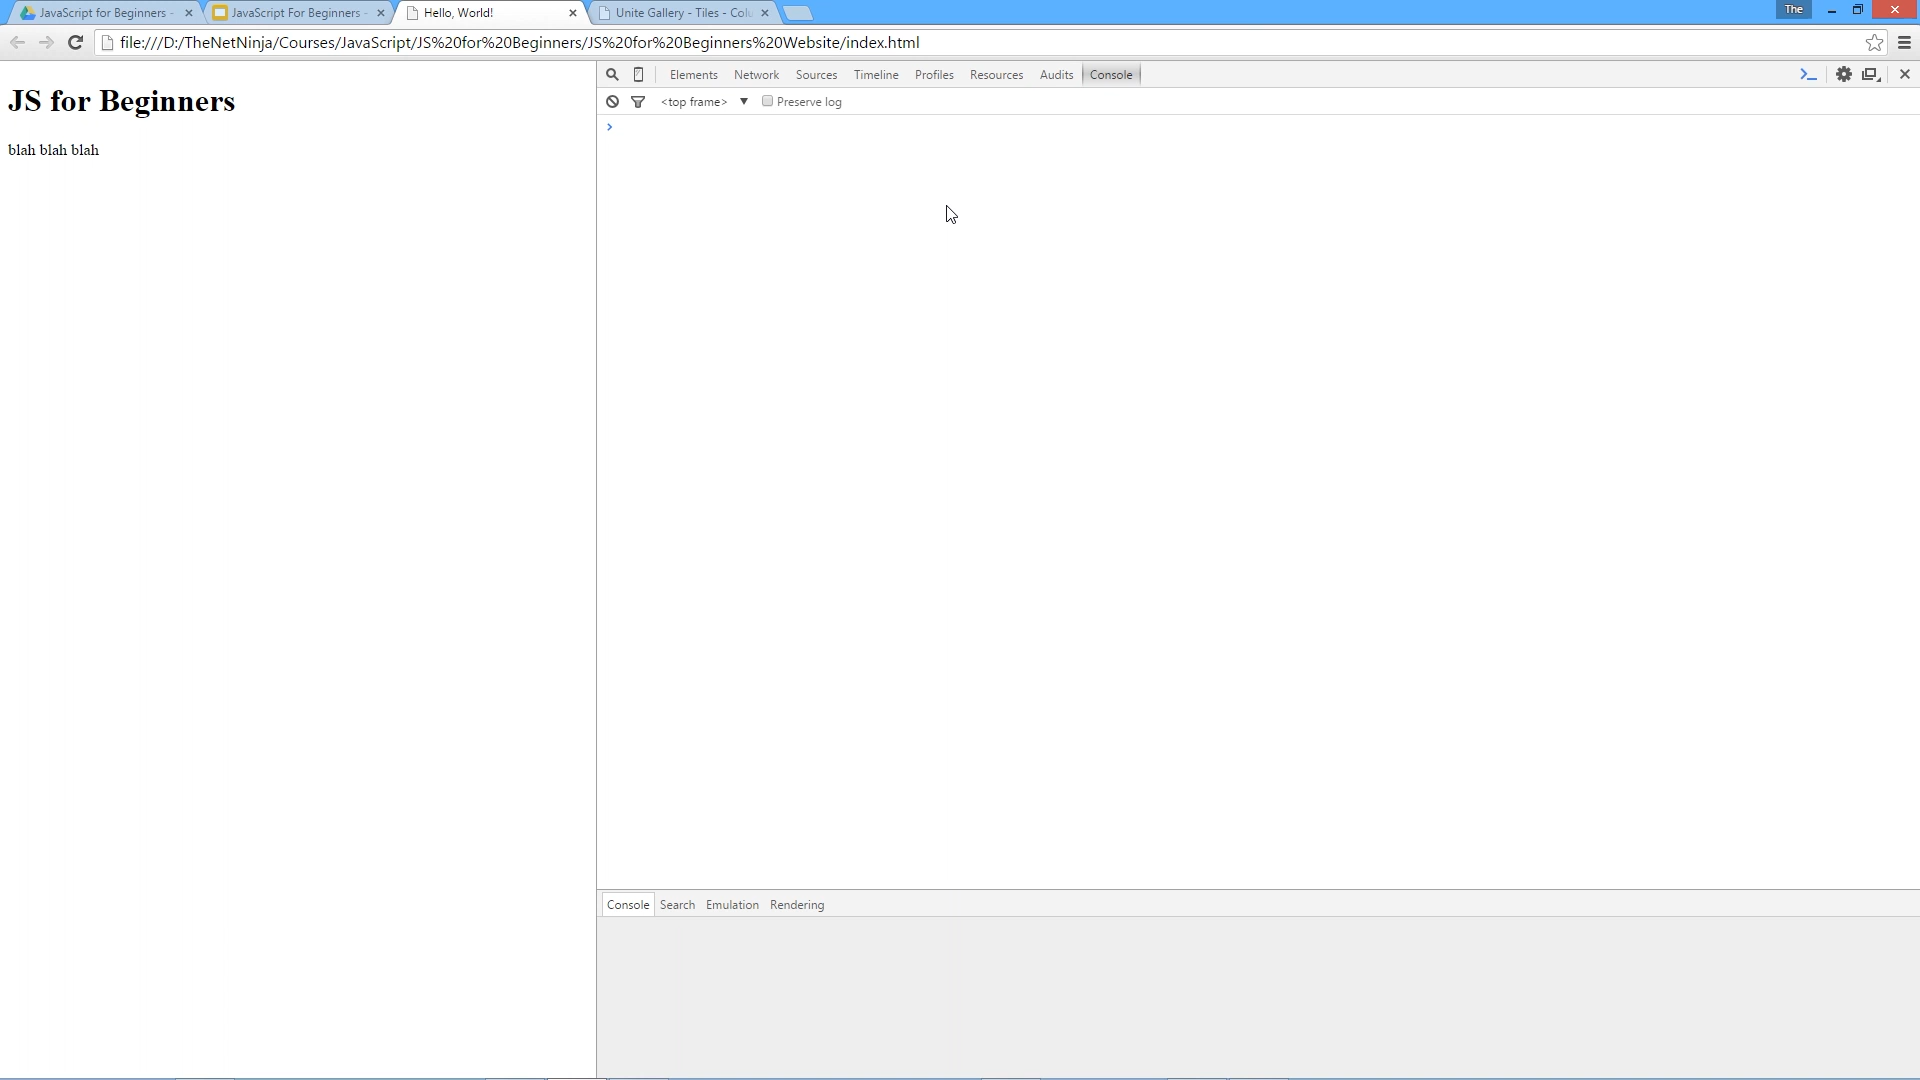 JavaScript for Beginners -
JavaScript For Beginners -
Hello, World!
Unite Gallery - Tiles - Colu
The
file:///D:/TheNetNinja/Courses/JavaScript/JS%20for%20Beginners/JS%20for%20Beginners%20Website/index.html
JS for Beginners
blah blah blah
Elements Network Sources Timeline Profiles Resources Audits Console
<top frame> ▼ Preserve log
>
Console Search Emulation Rendering